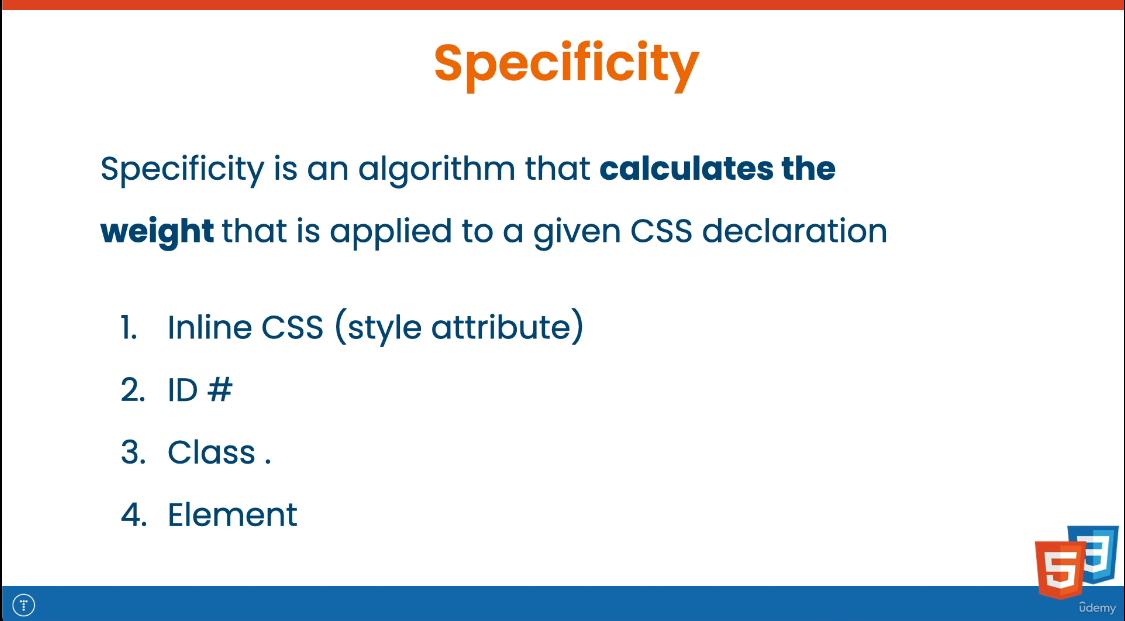 Specificity
Specificity is an algorithm that calculates the
weight that is applied to a given CSS declaration
1. Inline CSS (style attribute)
2. ID #
3. Class .
4. Element
5 3
T
ûdemy